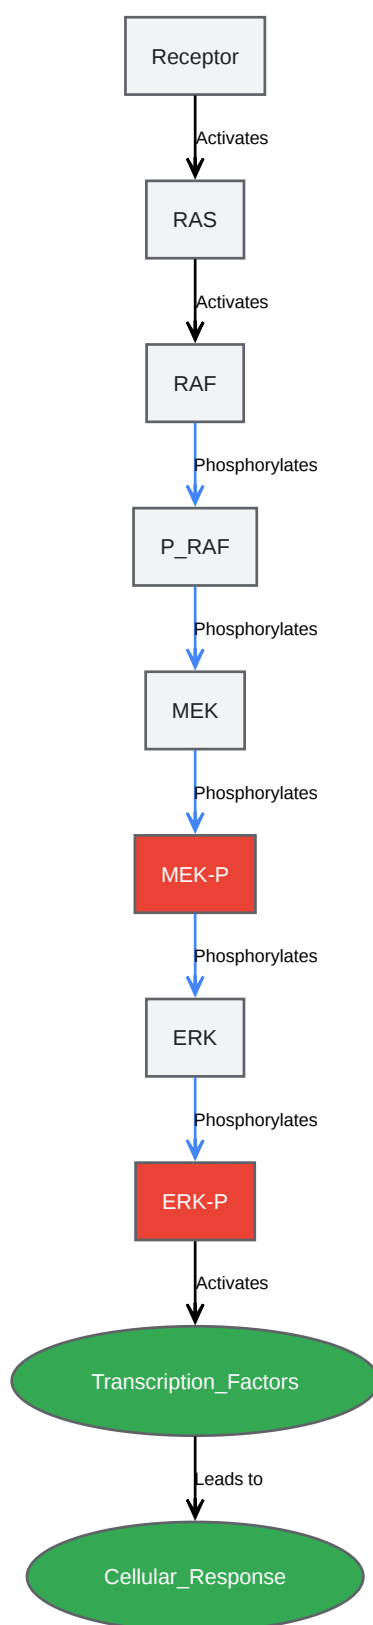 Receptor
Activates
RAS
Activates
RAF
Phosphorylates
P_RAF
Phosphorylates
MEK
Phosphorylates
MEK-P
Phosphorylates
ERK
Phosphorylates
ERK-P
Activates
Transcription_Factors
Leads to
Cellular_Response